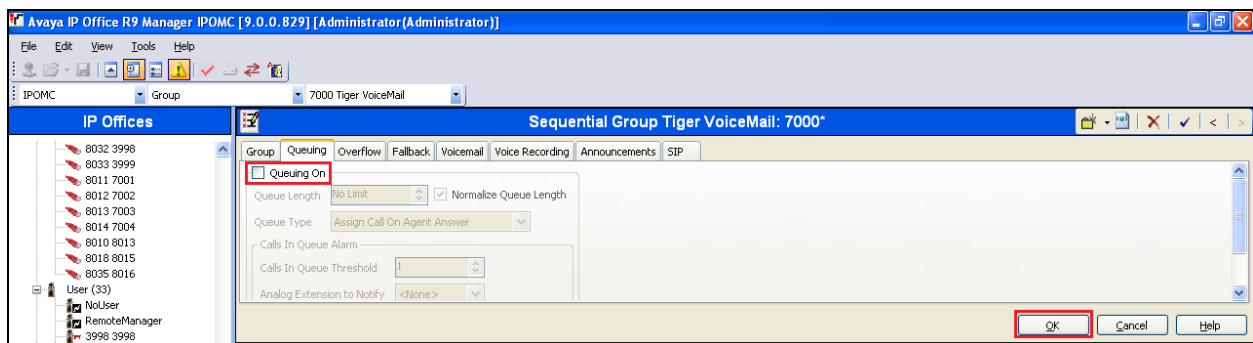 Avaya IP Office R9 Manager IPOMC [9.0.0.829] [Administrator(Administrator)]
File Edit View Tools Help
IPOMC Group 7000 Tiger VoiceMail
IP Offices
8032 3998
8033 3999
8011 7001
8012 7002
8013 7003
8014 7004
8010 8013
8018 8015
8035 8016
User (33)
NoUser
RemoteManager
3998 3998
Sequential Group Tiger VoiceMail: 7000*
Group Queuing Overflow Fallback Voicemail Voice Recording Announcements SIP
Queuing On
Queue Length No Limit Normalize Queue Length
Queue Type Assign Call On Agent Answer
Calls In Queue Alarm
Calls In Queue Threshold 1
Analog Extension to Notify <None>
OK Cancel Help